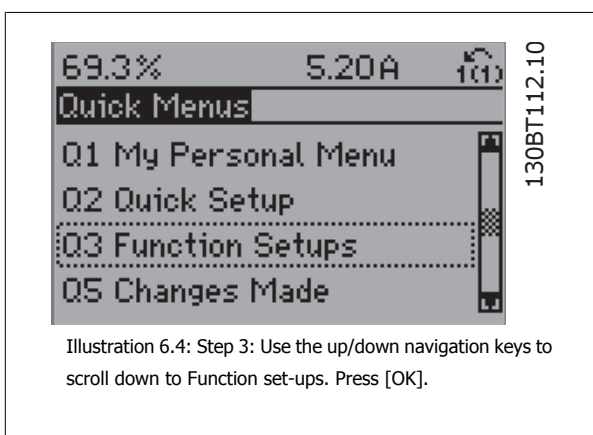 69.3% 5.20A 1(1)
Quick Menus
Q1 My Personal Menu
Q2 Quick Setup
Q3 Function Setups
Q5 Changes Made
130BT112.10
Illustration 6.4: Step 3: Use the up/down navigation keys to
scroll down to Function set-ups. Press [OK].